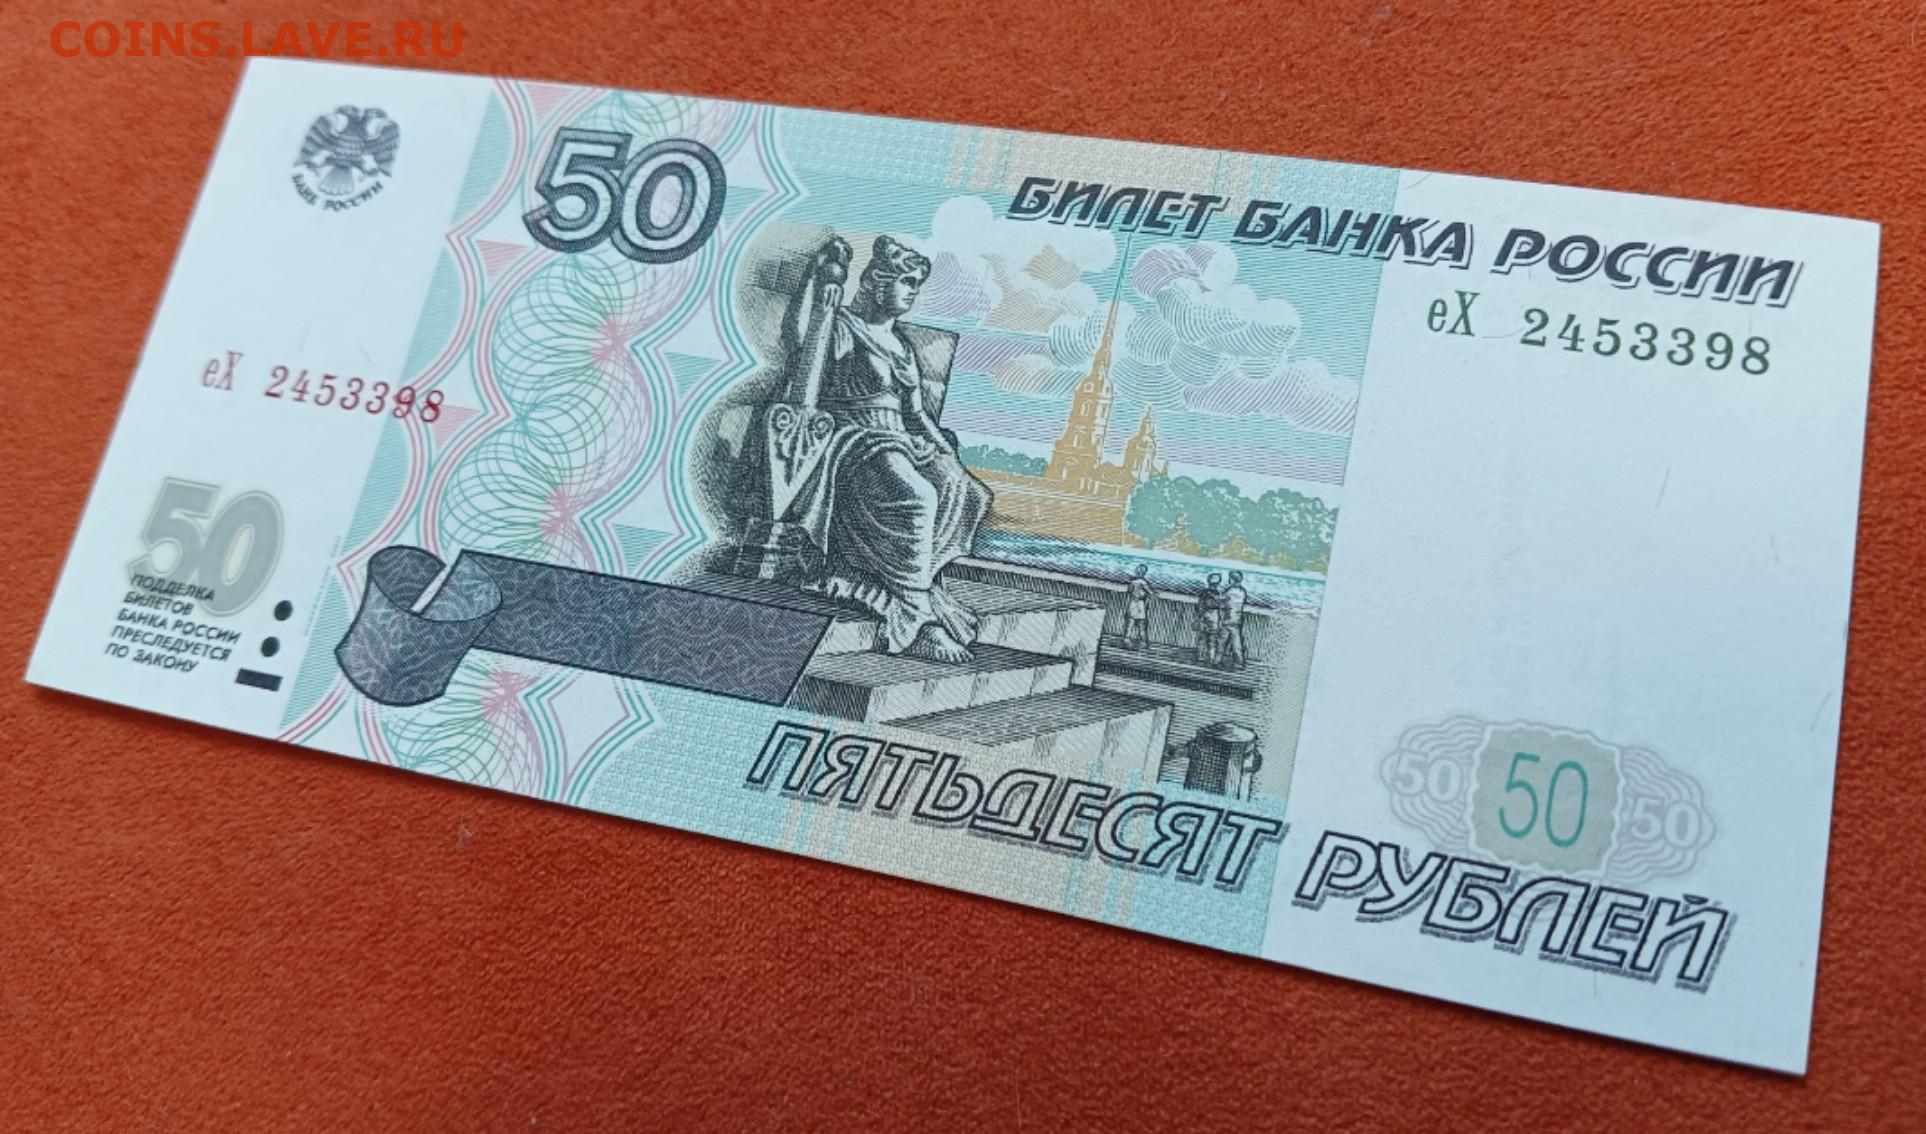 COINS.LAVE.RU
БАНК РОССИИ
50
БИЛЕТ БАНКА РОССИИ
еХ 2453398
еХ 2453398
50
ПОДДЕЛКА
БИЛЕТОВ
БАНКА РОССИИ
ПРЕСЛЕДУЕТСЯ
ПО ЗАКОНУ
50 50 50
ПЯТЬДЕСЯТ РУБЛЕЙ